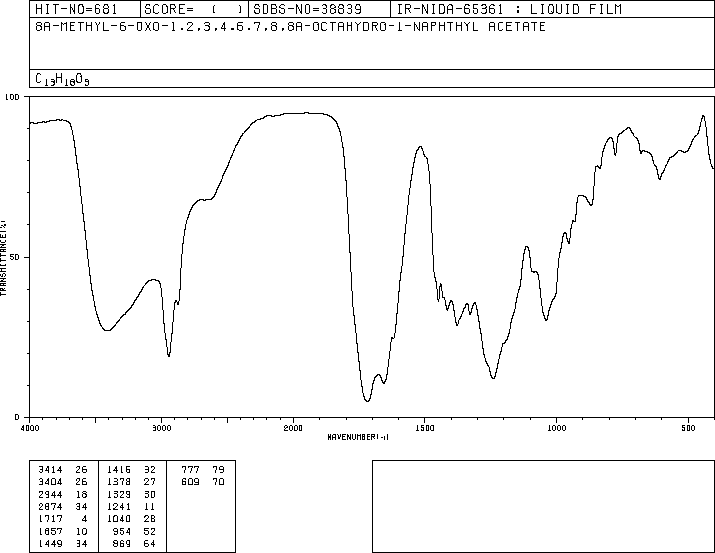 HIT-NO=681 SCORE= ( ) SDBS-NO=38839 IR-NIDA-65361 : LIQUID FILM
8A-METHYL-6-OXO-1,2,3,4,6,7,8,8A-OCTAHYDRO-1-NAPHTHYL ACETATE
C13H18O3
100
50
0
TRANSMITTANCE(%)
4000 3000 2000 1500 1000 500
WAVENUMBER(-1)
3414 26 1416 32 777 79
3404 26 1378 27 609 70
2944 18 1329 30
2874 34 1241 11
1717 4 1040 28
1657 10 954 52
1449 34 869 64